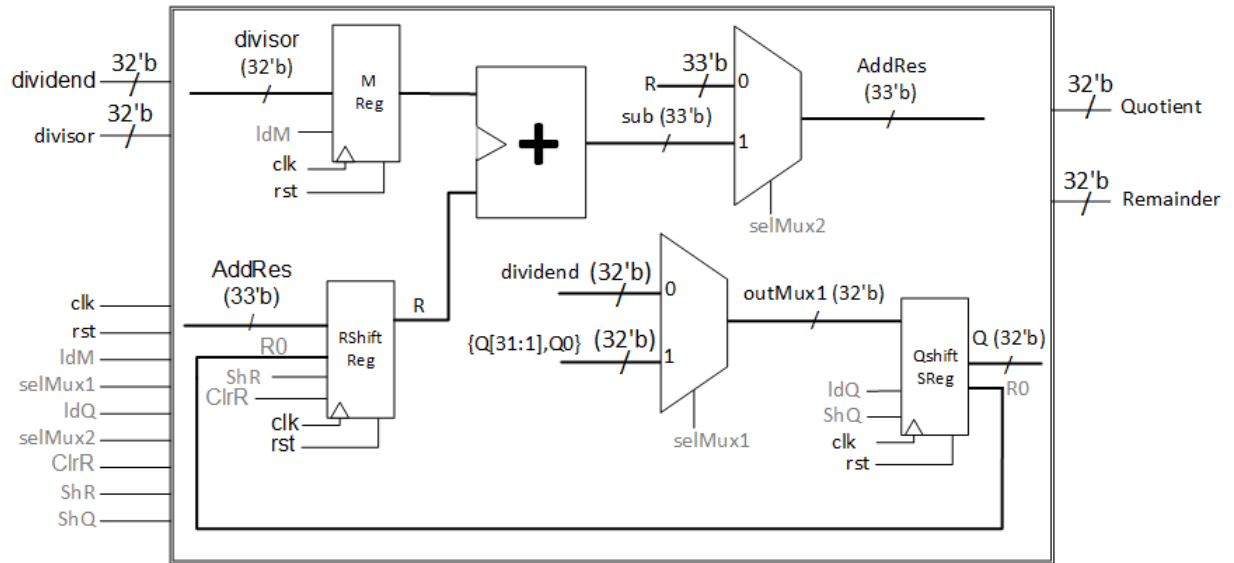 dividend
32'b
divisor
32'b
clk
rst
ldM
selMux1
ldQ
selMux2
ClrR
ShR
ShQ
divisor
(32'b)
M
Reg
ldM
clk
rst
+
R
33'b
0
sub (33'b)
1
selMux2
AddRes
(33'b)
32'b
Quotient
32'b
Remainder
AddRes
(33'b)
R0
RShift
Reg
R
ShR
ClrR
clk
rst
dividend (32'b)
0
{Q[31:1],Q0} (32'b)
1
selMux1
outMux1 (32'b)
Qshift
SReg
Q (32'b)
R0
ldQ
ShQ
clk
rst